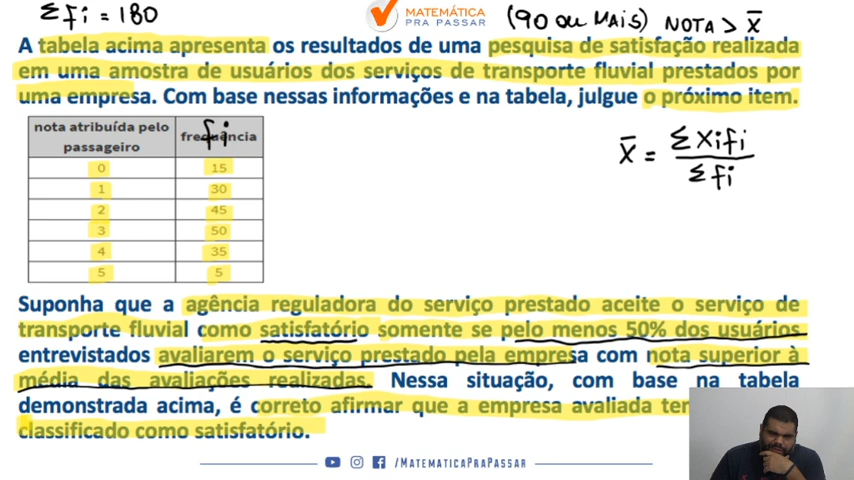 Σfi = 180
MATEMÁTICA
PRA PASSAR
(90 ou MAIS) NOTA > x̄
A tabela acima apresenta os resultados de uma pesquisa de satisfação realizada
em uma amostra de usuários dos serviços de transporte fluvial prestados por
uma empresa. Com base nessas informações e na tabela, julgue o próximo item.
nota atribuída pelo
passageiro
frequência
fi
0 15
1 30
2 45
3 50
4 35
5 5
x̄ = Σxifi
Σfi
Suponha que a agência reguladora do serviço prestado aceite o serviço de
transporte fluvial como satisfatório somente se pelo menos 50% dos usuários
entrevistados avaliarem o serviço prestado pela empresa com nota superior à
média das avaliações realizadas. Nessa situação, com base na tabela
demonstrada acima, é correto afirmar que a empresa avaliada
classificado como satisfatório.
/MATEMATICAPRAPASSAR